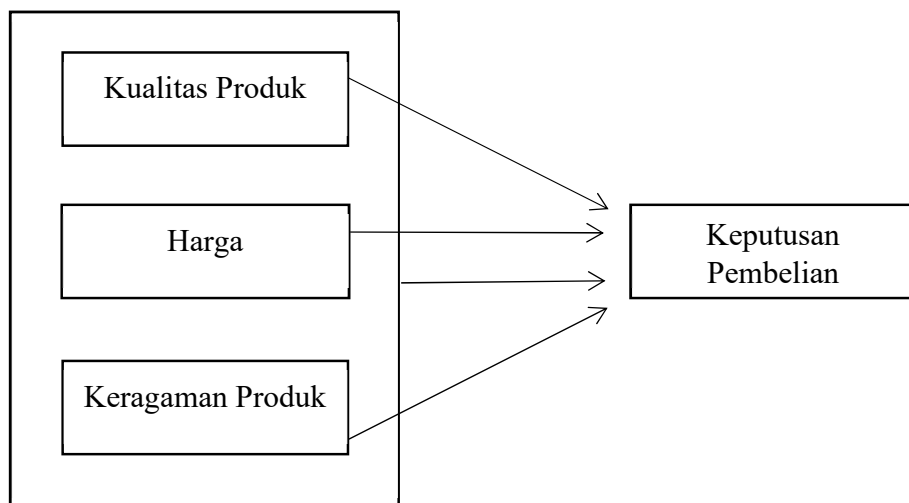 Kualitas Produk
Harga
Keragaman Produk
Keputusan
Pembelian